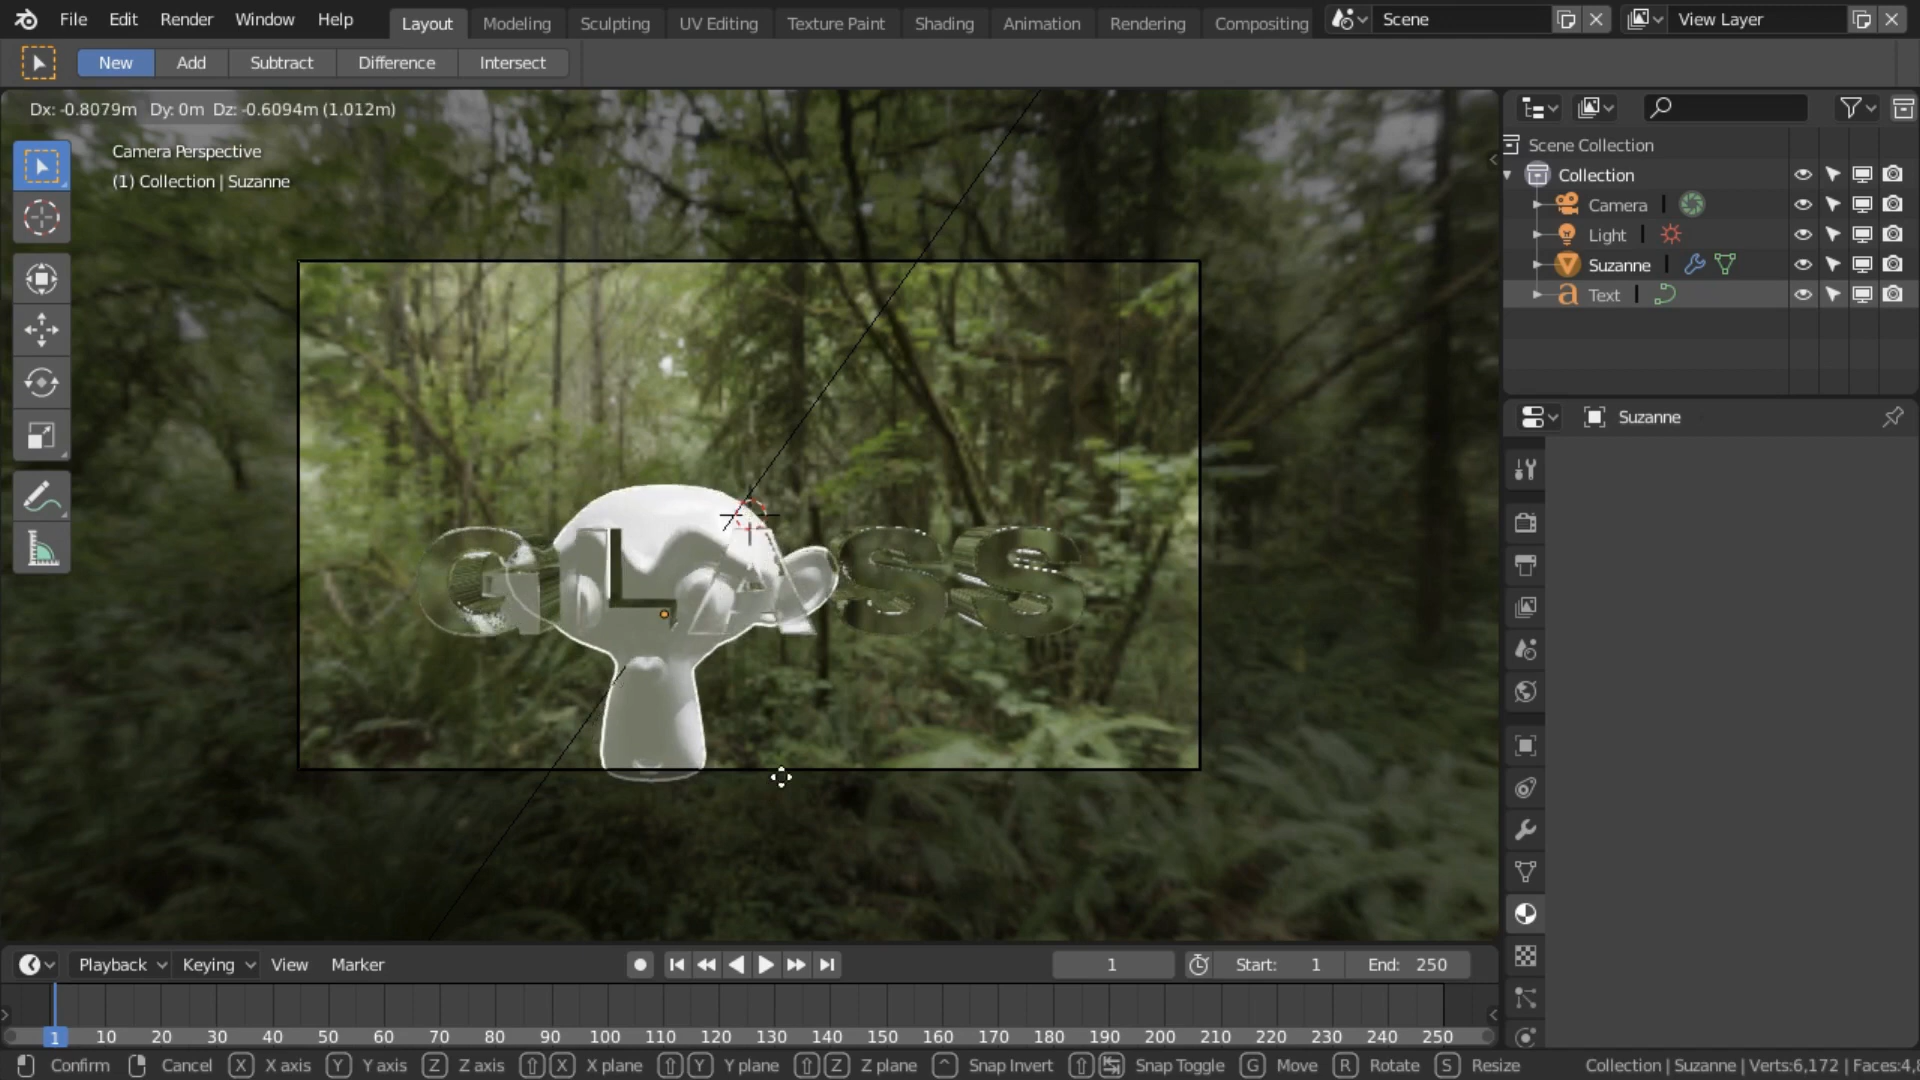 File Edit Render Window Help Layout Modeling Sculpting UV Editing Texture Paint Shading Animation Rendering Compositing Scene View Layer
New Add Subtract Difference Intersect
Dx: -0.8079m Dy: 0m Dz: -0.6094m (1.012m)
Camera Perspective
(1) Collection | Suzanne
GLASS
Scene Collection
Collection
Camera
Light
Suzanne
Text
Suzanne
Playback Keying View Marker 1 Start: 1 End: 250
1 10 20 30 40 50 60 70 80 90 100 110 120 130 140 150 160 170 180 190 200 210 220 230 240 250
Confirm Cancel X X axis Y Y axis Z Z axis X X plane Y Y plane Z Z plane ^ Snap Invert Snap Toggle G Move R Rotate S Resize Collection | Suzanne | Verts:6,172 | Faces:4,